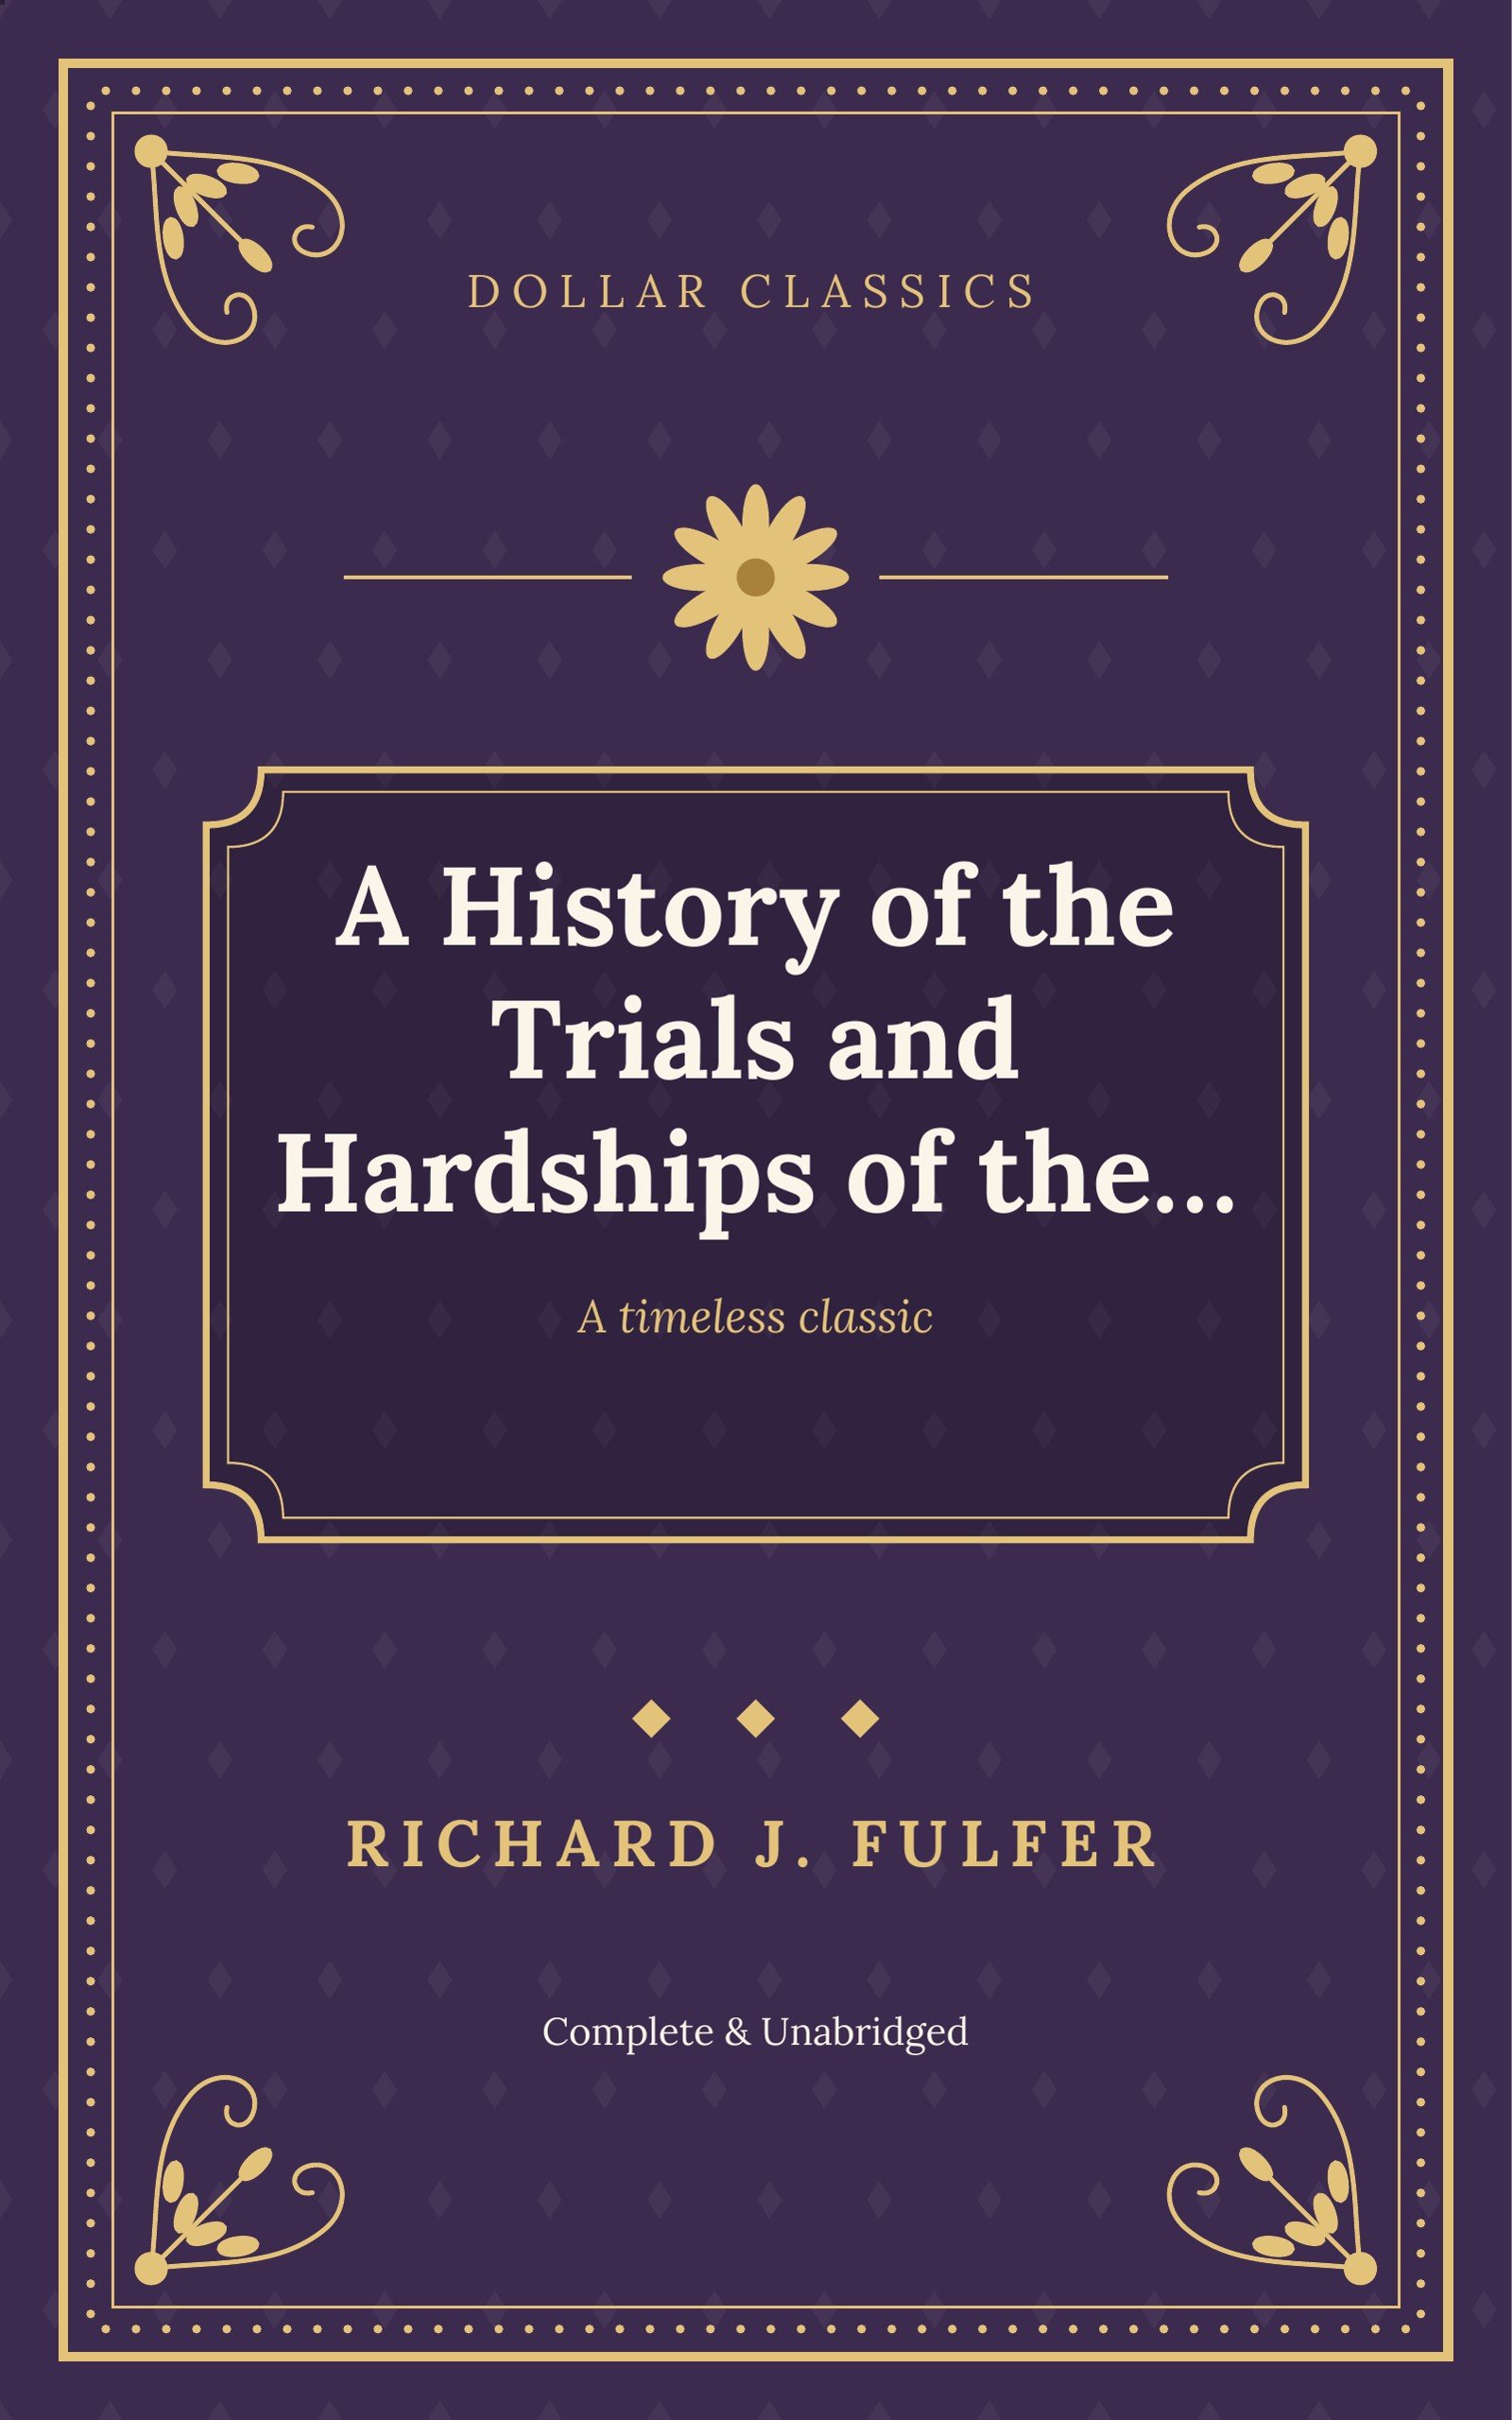 DOLLAR CLASSICS
A History of the
Trials and
Hardships of the...
A timeless classic
RICHARD J. FULFER
Complete & Unabridged